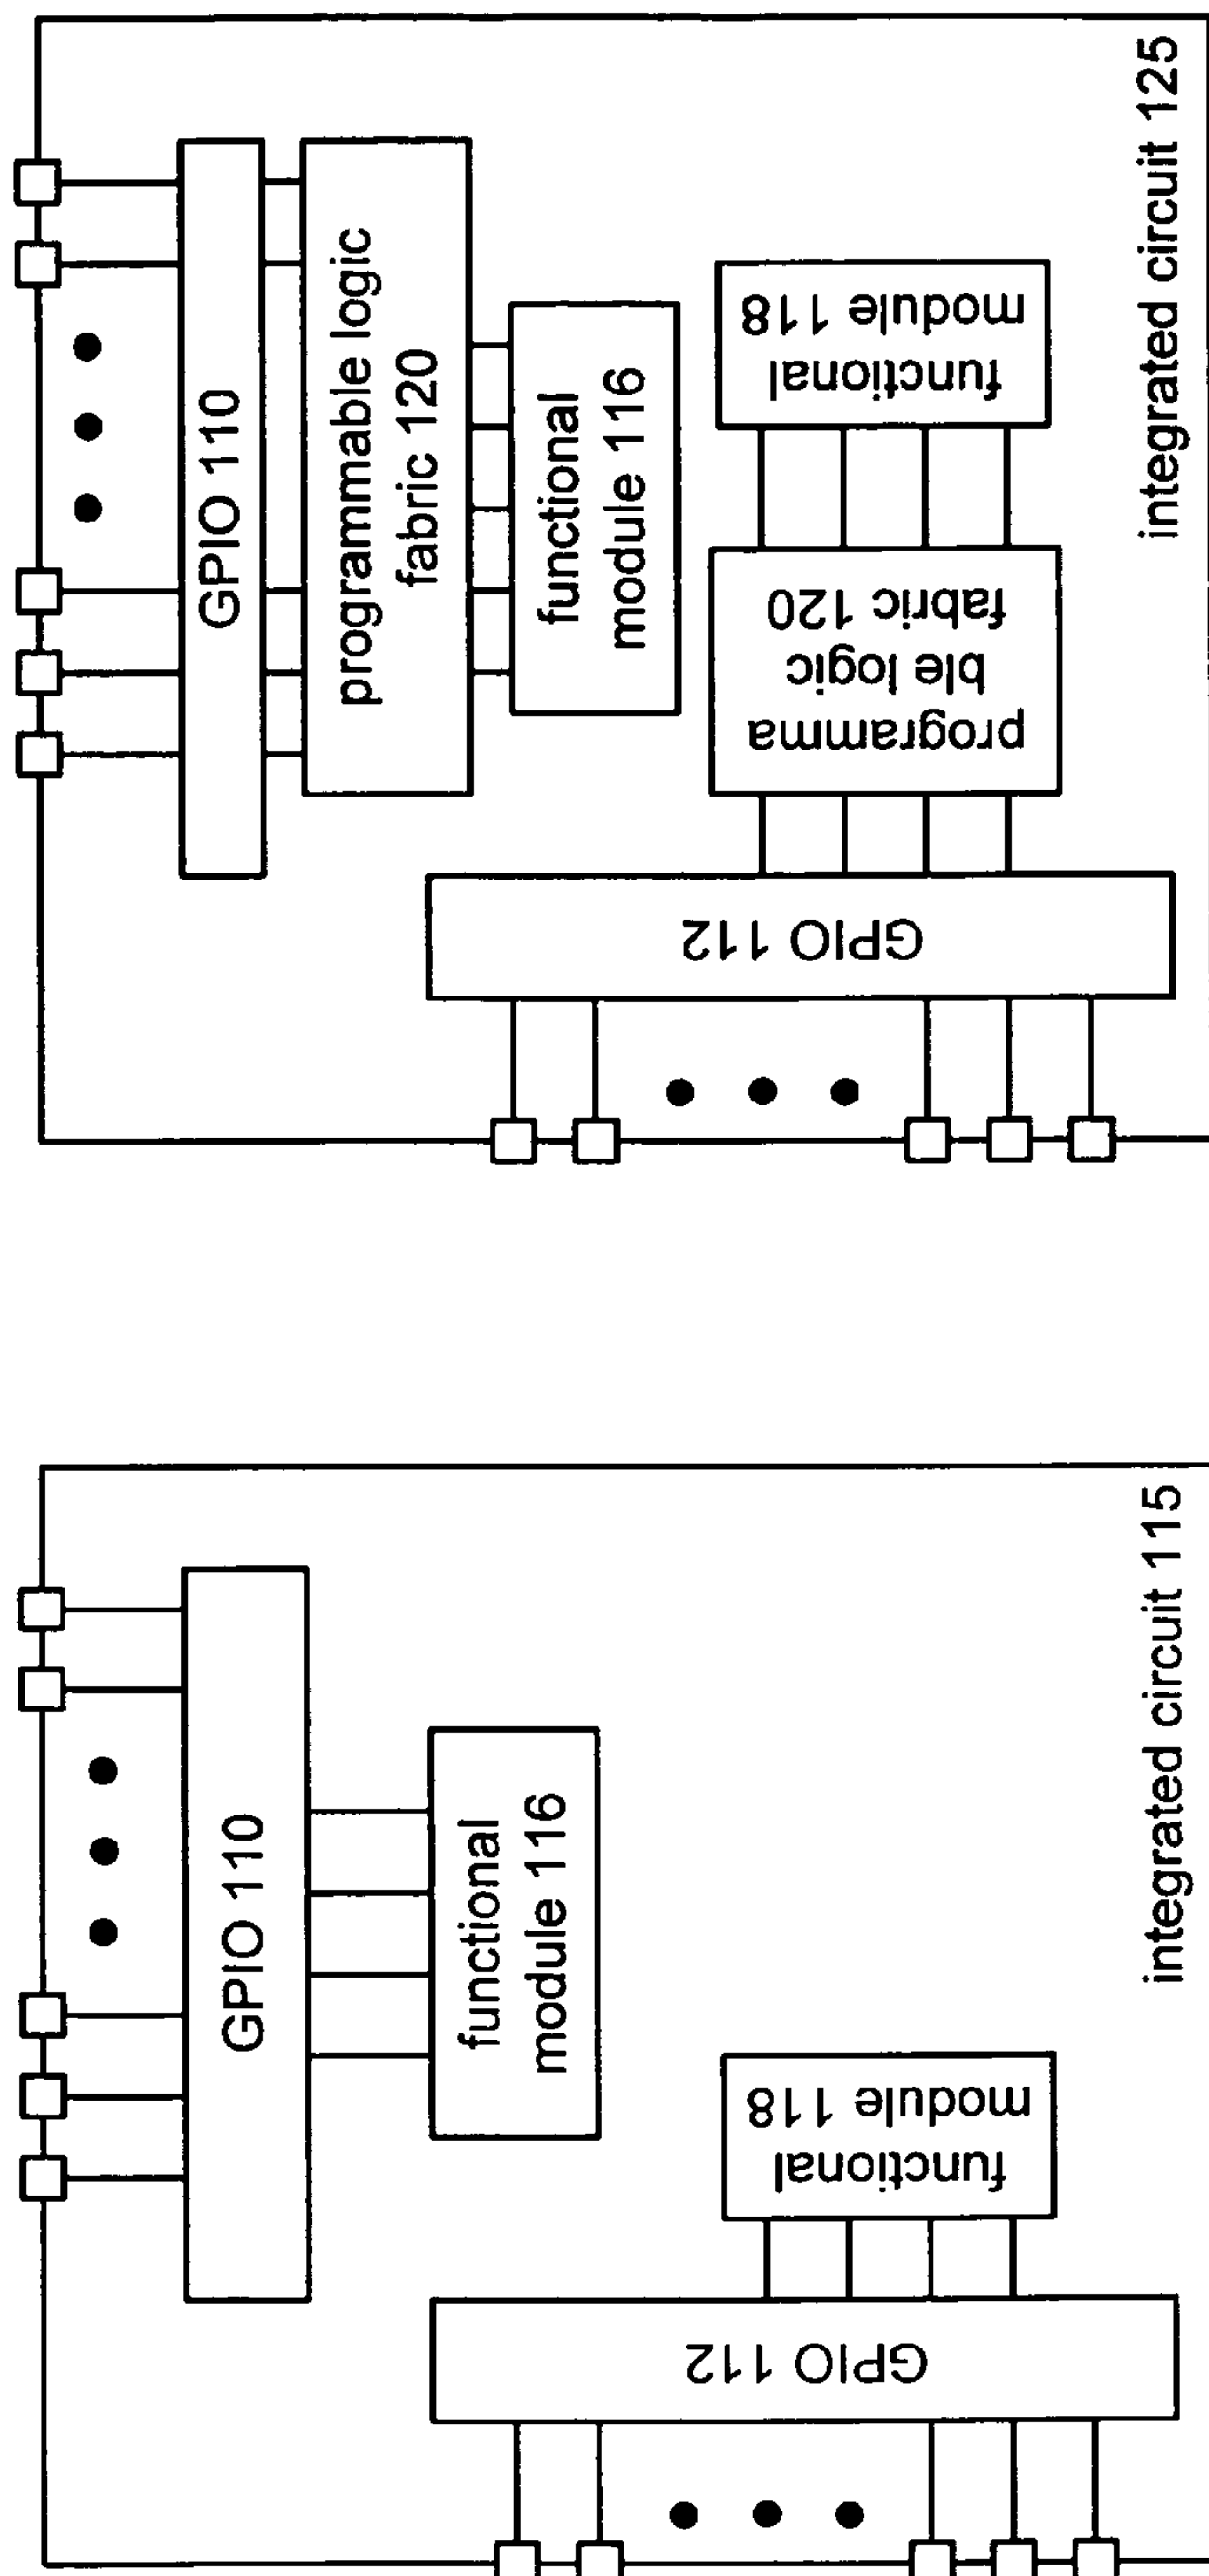 GPIO 110
programmable logic
fabric 120
functional
module 116
functional
module 118
programma
ble logic
fabric 120
GPIO 112
integrated circuit 125
GPIO 110
functional
module 116
functional
module 118
GPIO 112
integrated circuit 115